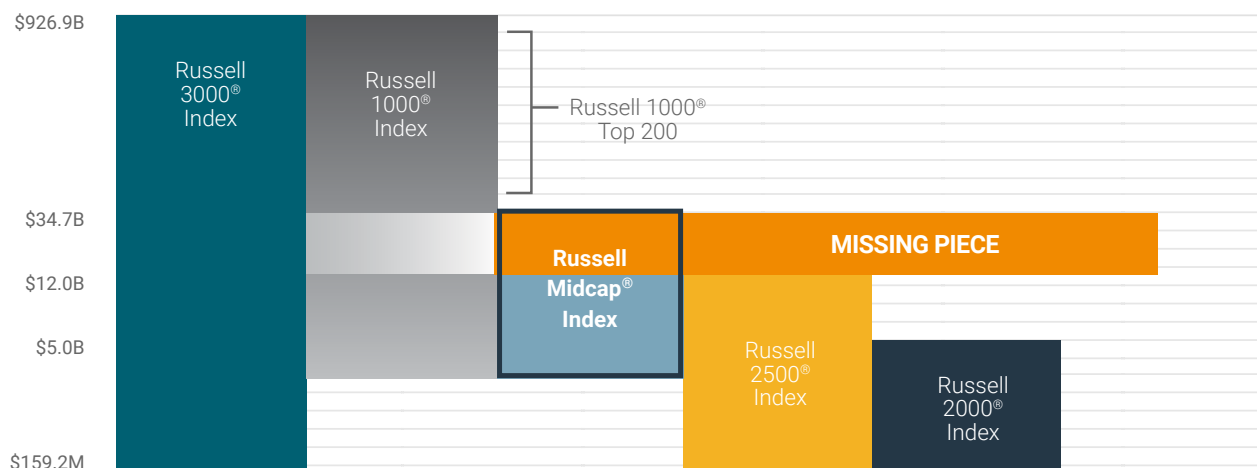 $926.9B
Russell
3000®
Index
Russell
1000®
Index
Russell 1000®
Top 200
$34.7B
MISSING PIECE
Russell
Midcap®
Index
$12.0B
$5.0B
Russell
2500®
Index
Russell
2000®
Index
$159.2M